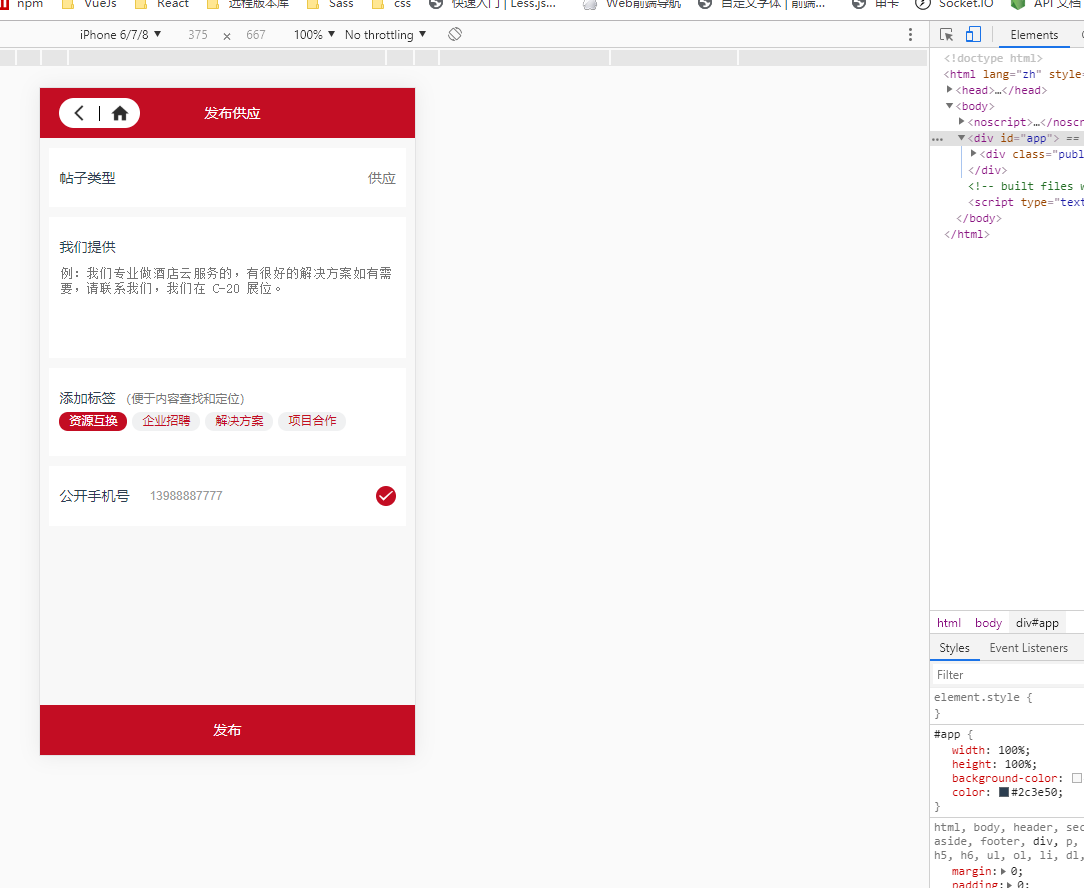 npm VueJs React 远程版本库 Sass css 快速入门 | Less.js... Web前端导航 自定义字体 | 前端... 申卡 Socket.IO API 文档
iPhone 6/7/8 ▼ 375 × 667 100% ▼ No throttling ▼
Elements
发布供应
帖子类型 供应
我们提供
例：我们专业做酒店云服务的，有很好的解决方案如有需
要，请联系我们，我们在 C-20 展位。
添加标签 (便于内容查找和定位)
资源互换 企业招聘 解决方案 项目合作
公开手机号 13988887777
发布
<!doctype html>
<html lang="zh" style=
▶<head>…</head>
▼<body>
▶<noscript>…</noscr
… ▼<div id="app"> ==
▶<div class="publ
</div>
<!-- built files w
<script type="text
</body>
</html>
html body div#app
Styles Event Listeners
Filter
element.style {
}
#app {
width: 100%;
height: 100%;
background-color:
color: #2c3e50;
}
html, body, header, sec
aside, footer, div, p,
h5, h6, ul, ol, li, dl,
margin:▶0;
padding:▶0;